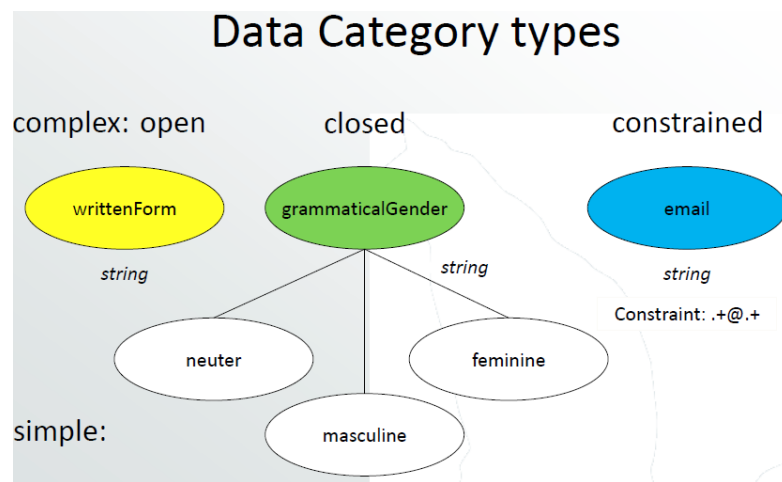 Data Category types
complex: open closed constrained
writtenForm grammaticalGender email
string string string
Constraint: .+@.+
neuter feminine
simple: masculine